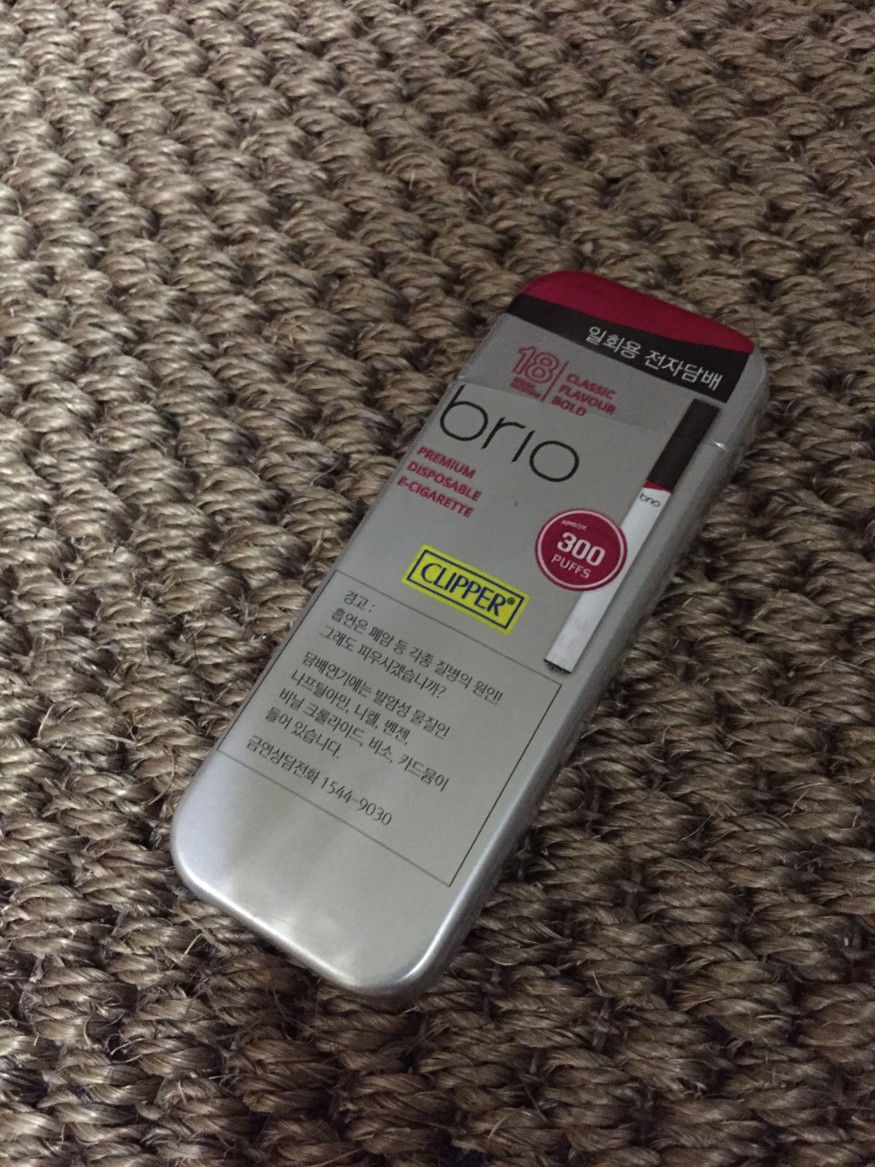 일회용 전자담배
18
CLASSIC
FLAVOUR
BOLD
brio
PREMIUM
DISPOSABLE
E-CIGARETTE
brio
APROX
300
PUFFS
CLIPPER®
경고 :
흡연은 폐암 등 각종 질병의 원인!
그래도 피우시겠습니까?
담배연기에는 발암성 물질인
나프틸아민, 니켈, 벤젠,
비닐 크롤라이드, 비소, 카드뮴이
들어 있습니다.
금연상담전화 1544-9030